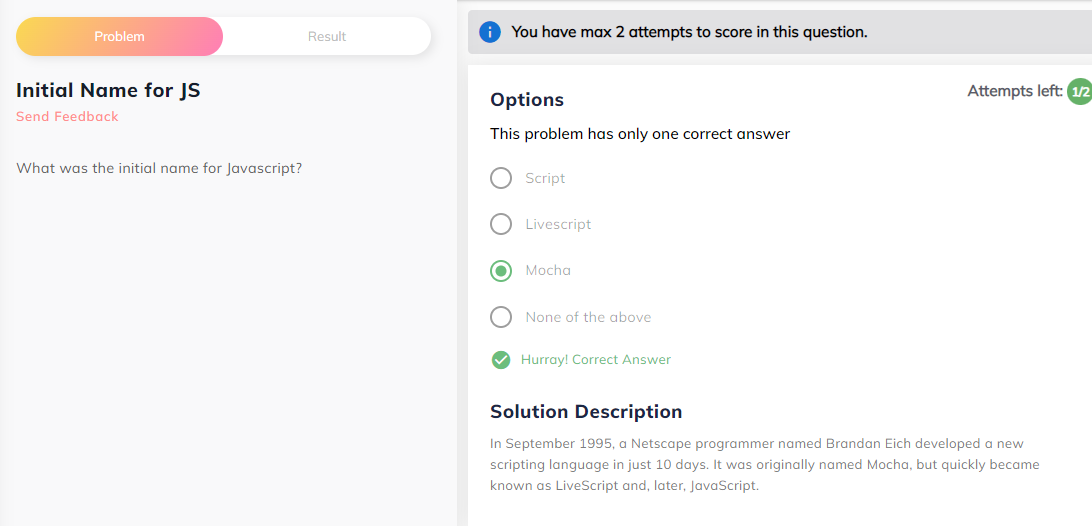 Problem
Result
Initial Name for JS
Send Feedback
What was the initial name for Javascript?
You have max 2 attempts to score in this question.
Attempts left: 1/2
Options
This problem has only one correct answer
Script
Livescript
Mocha
None of the above
Hurray! Correct Answer
Solution Description
In September 1995, a Netscape programmer named Brandan Eich developed a new
scripting language in just 10 days. It was originally named Mocha, but quickly became
known as LiveScript and, later, JavaScript.